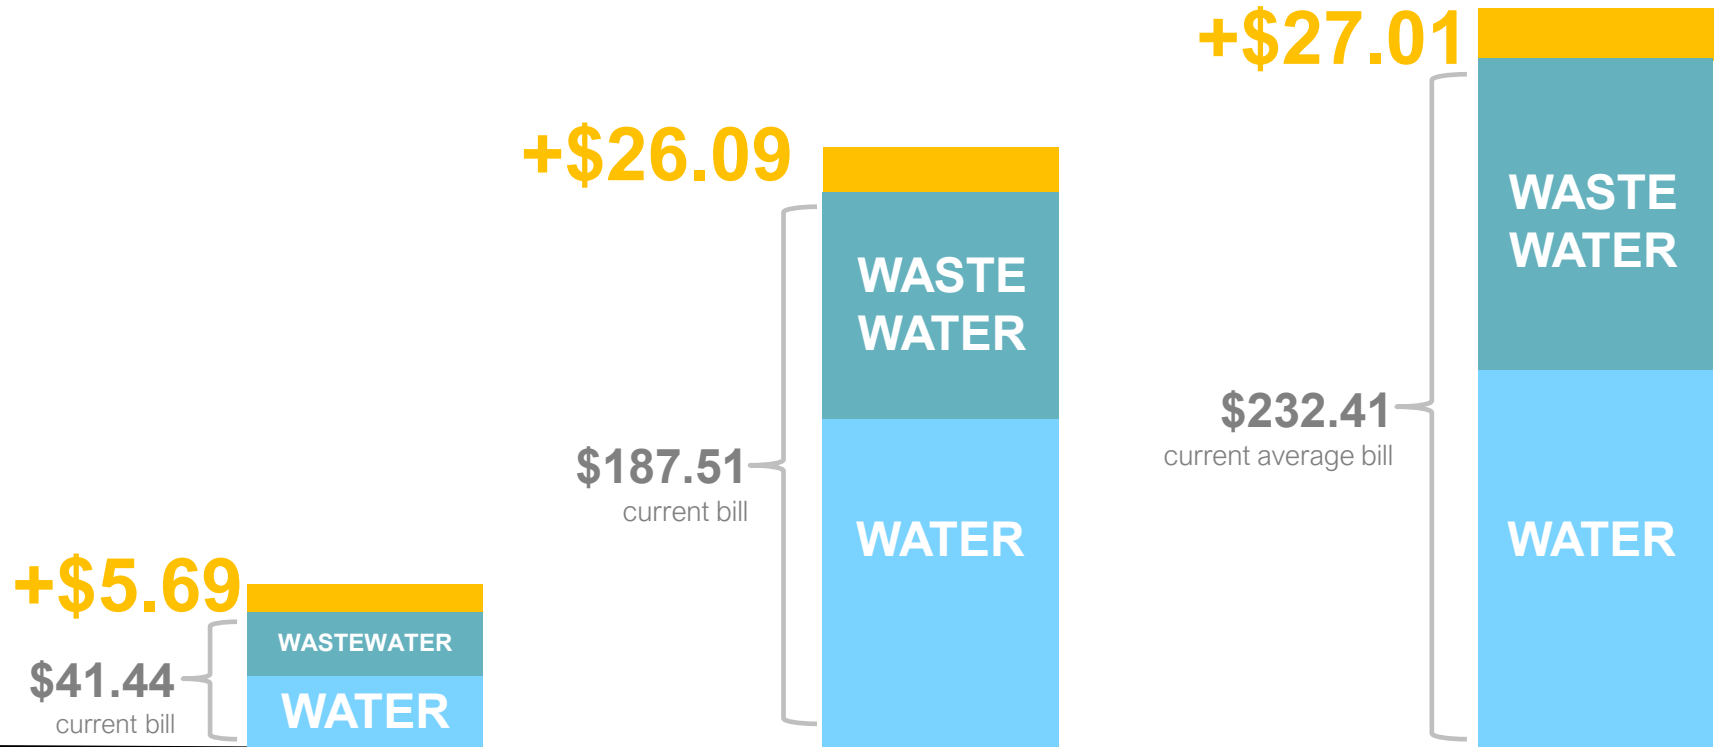 +$5.69
$41.44
current bill
WASTEWATER
WATER
+$26.09
$187.51
current bill
WASTE
WATER
WATER
+$27.01
$232.41
current average bill
WASTE
WATER
WATER